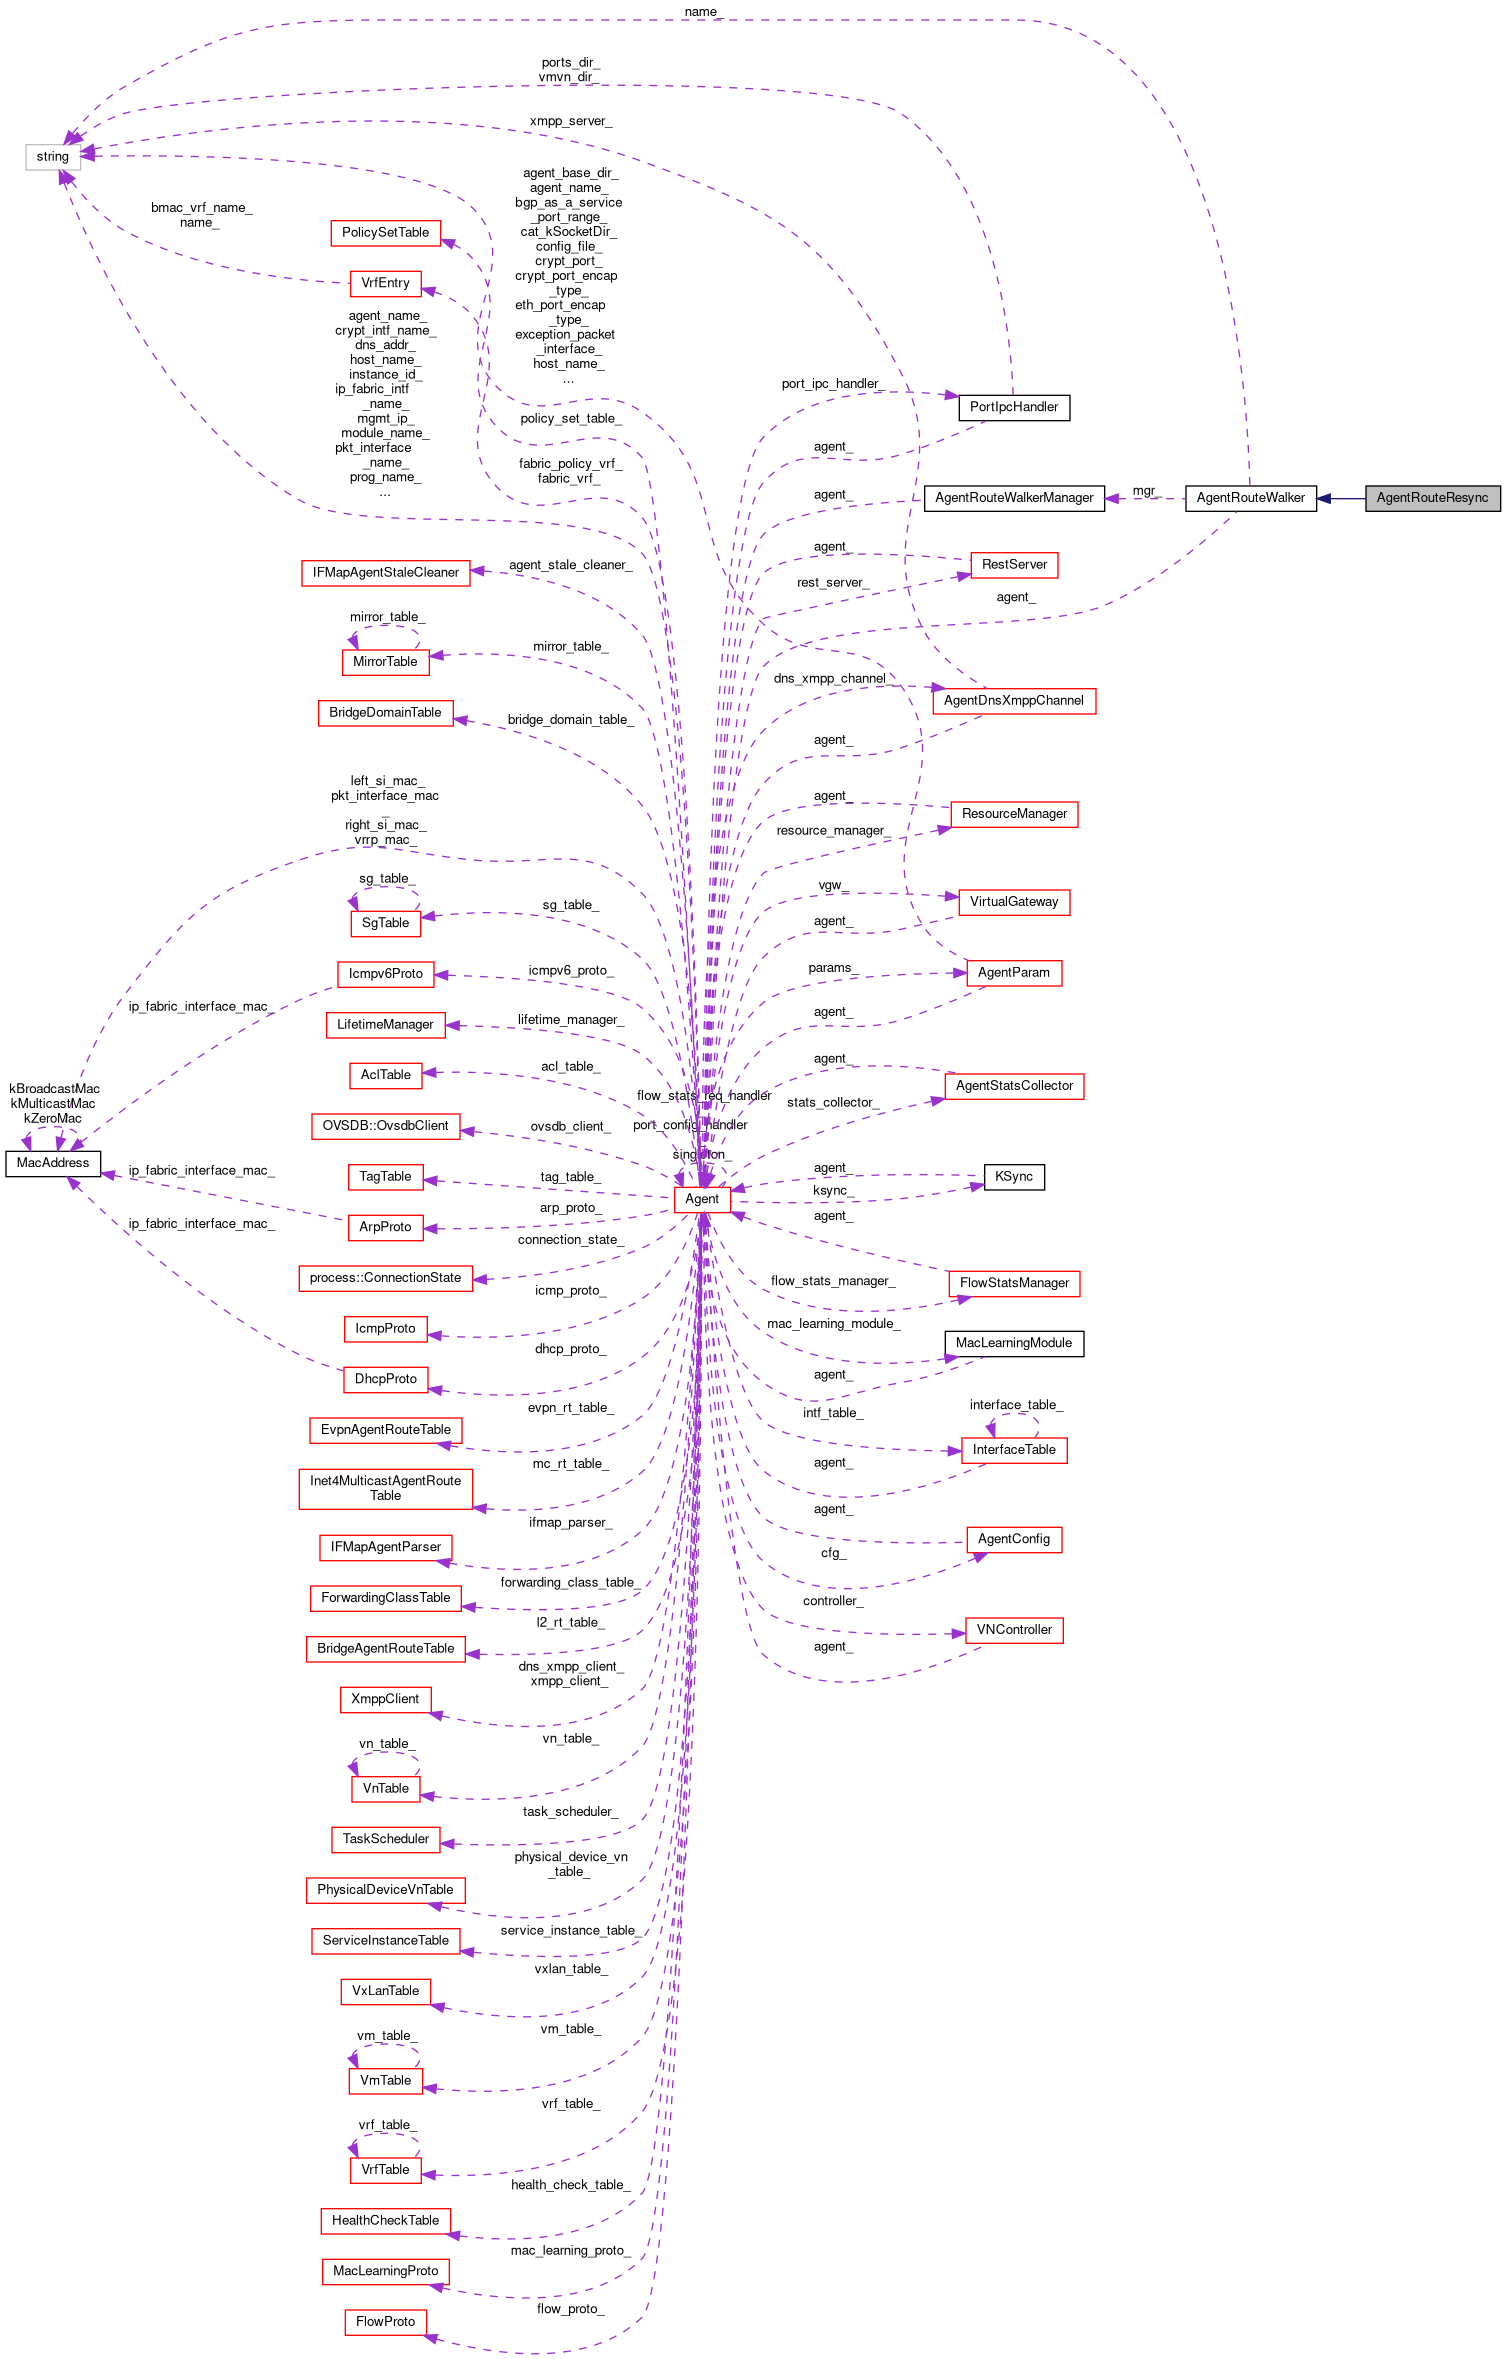 name_
ports_dir_
vmvn_dir_
xmpp_server_
string
agent_base_dir_
agent_name_
bgp_as_a_service
_port_range_
cat_kSocketDir_
config_file_
crypt_port_
crypt_port_encap
_type_
eth_port_encap
_type_
exception_packet
_interface_
host_name_
...
bmac_vrf_name_
name_
PolicySetTable
VrfEntry
agent_name_
crypt_intf_name_
dns_addr_
host_name_
instance_id_
ip_fabric_intf
_name_
mgmt_ip_
module_name_
pkt_interface
_name_
prog_name_
...
port_ipc_handler_
PortIpcHandler
policy_set_table_
agent_
fabric_policy_vrf_
fabric_vrf_
agent_
AgentRouteWalkerManager
mgr_
AgentRouteWalker
AgentRouteResync
agent_
RestServer
IFMapAgentStaleCleaner
agent_stale_cleaner_
rest_server_
agent_
mirror_table_
mirror_table_
MirrorTable
dns_xmpp_channel_
AgentDnsXmppChannel
BridgeDomainTable
bridge_domain_table_
agent_
left_si_mac_
pkt_interface_mac
_
right_si_mac_
vrrp_mac_
agent_
ResourceManager
resource_manager_
sg_table_
SgTable
sg_table_
vgw_
VirtualGateway
agent_
Icmpv6Proto
icmpv6_proto_
params_
AgentParam
ip_fabric_interface_mac_
agent_
LifetimeManager
lifetime_manager_
AclTable
acl_table_
agent_
AgentStatsCollector
kBroadcastMac
kMulticastMac
kZeroMac
flow_stats_req_handler
_
port_config_handler
_
singleton_
stats_collector_
OVSDB::OvsdbClient
ovsdb_client_
MacAddress
ip_fabric_interface_mac_
TagTable
tag_table_
agent_
KSync
Agent
ksync_
ArpProto
arp_proto_
ip_fabric_interface_mac_
agent_
connection_state_
process::ConnectionState
flow_stats_manager_
FlowStatsManager
icmp_proto_
IcmpProto
mac_learning_module_
MacLearningModule
dhcp_proto_
DhcpProto
agent_
evpn_rt_table_
EvpnAgentRouteTable
intf_table_
interface_table_
InterfaceTable
mc_rt_table_
Inet4MulticastAgentRoute
Table
agent_
ifmap_parser_
IFMapAgentParser
agent_
AgentConfig
cfg_
forwarding_class_table_
ForwardingClassTable
controller_
l2_rt_table_
BridgeAgentRouteTable
VNController
agent_
dns_xmpp_client_
xmpp_client_
XmppClient
vn_table_
vn_table_
VnTable
task_scheduler_
TaskScheduler
physical_device_vn
_table_
PhysicalDeviceVnTable
service_instance_table_
ServiceInstanceTable
vxlan_table_
VxLanTable
vm_table_
vm_table_
VmTable
vrf_table_
vrf_table_
VrfTable
health_check_table_
HealthCheckTable
mac_learning_proto_
MacLearningProto
flow_proto_
FlowProto